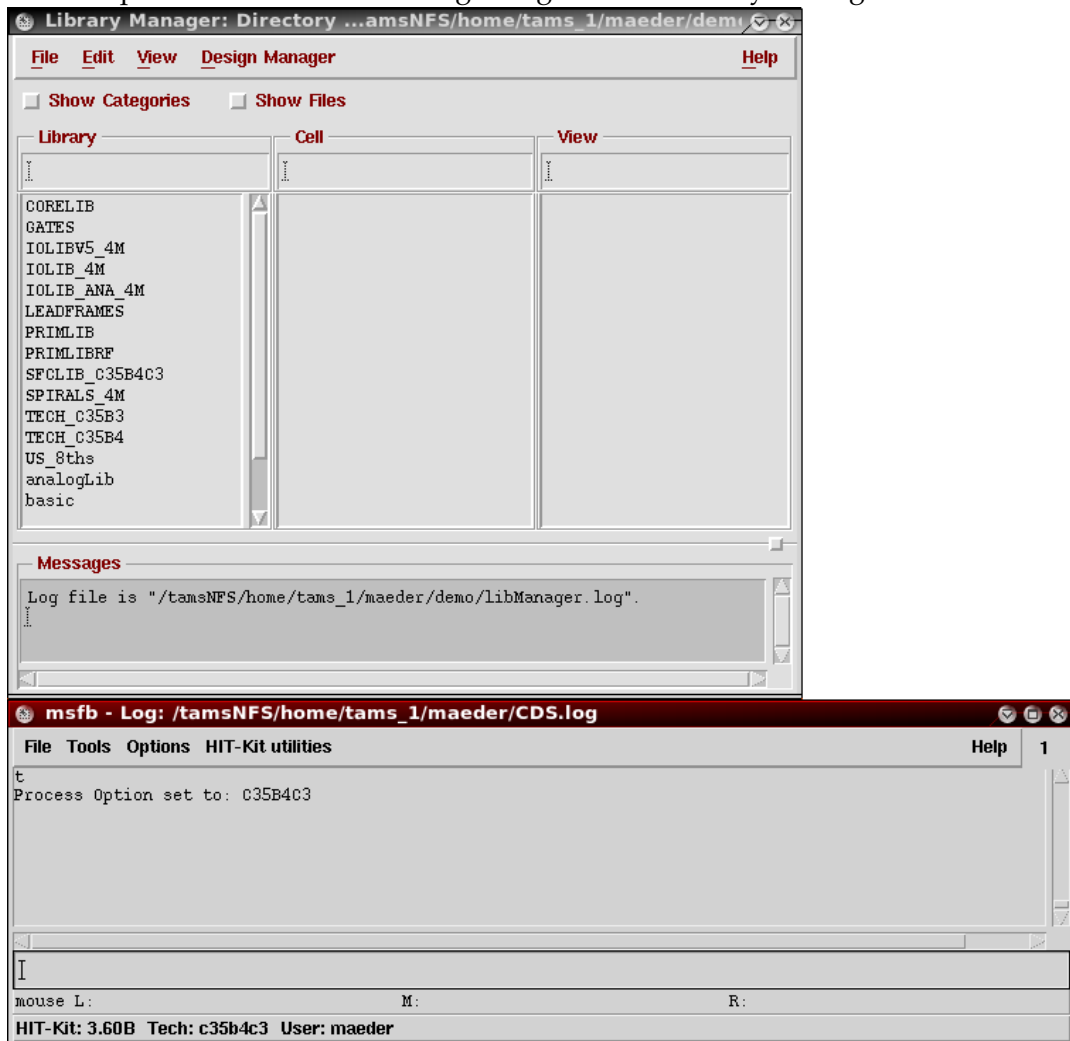 Library Manager: Directory ...amsNFS/home/tams_1/maeder/demo
File Edit View Design Manager Help
Show Categories Show Files
Library Cell View
CORELIB
GATES
IOLIBV5_4M
IOLIB_4M
IOLIB_ANA_4M
LEADFRAMES
PRIMLIB
PRIMLIBRF
SFCLIB_C35B4C3
SPIRALS_4M
TECH_C35B3
TECH_C35B4
US_8ths
analogLib
basic
Messages
Log file is "/tamsNFS/home/tams_1/maeder/demo/libManager.log".
msfb - Log: /tamsNFS/home/tams_1/maeder/CDS.log
File Tools Options HIT-Kit utilities Help 1
t
Process Option set to: C35B4C3
mouse L: M: R:
HIT-Kit: 3.60B Tech: c35b4c3 User: maeder